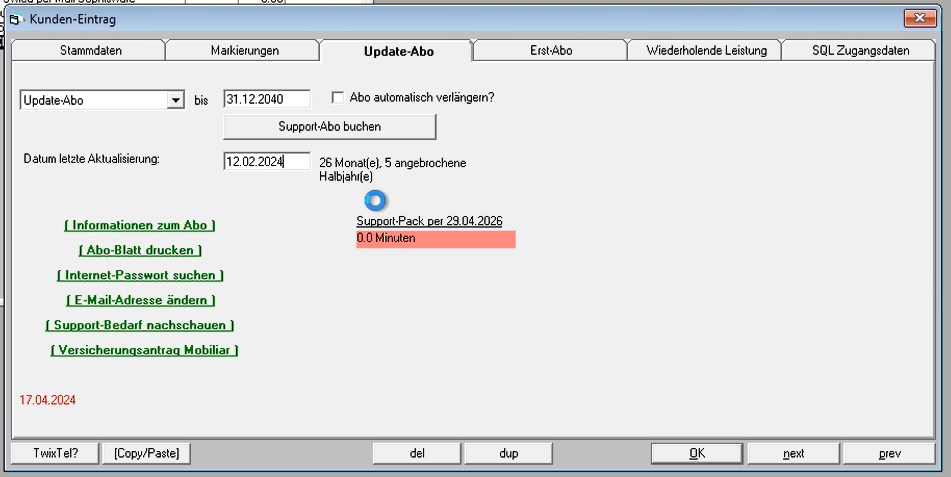 Kunden-Eintrag
Stammdaten
Markierungen
Update-Abo
Erst-Abo
Wiederholende Leistung
SQL Zugangsdaten
Update-Abo
bis
31.12.2040
Abo automatisch verlängern?
Support-Abo buchen
Datum letzte Aktualisierung:
12.02.2024
26 Monat(e), 5 angebrochene
Halbjahr(e)
Support-Pack per 29.04.2026
0.0 Minuten
[ Informationen zum Abo ]
[ Abo-Blatt drucken ]
[ Internet-Passwort suchen ]
[ E-Mail-Adresse ändern ]
[ Support-Bedarf nachschauen ]
[ Versicherungsantrag Mobiliar ]
17.04.2024
TwixTel?
[Copy/Paste]
del
dup
OK
next
prev